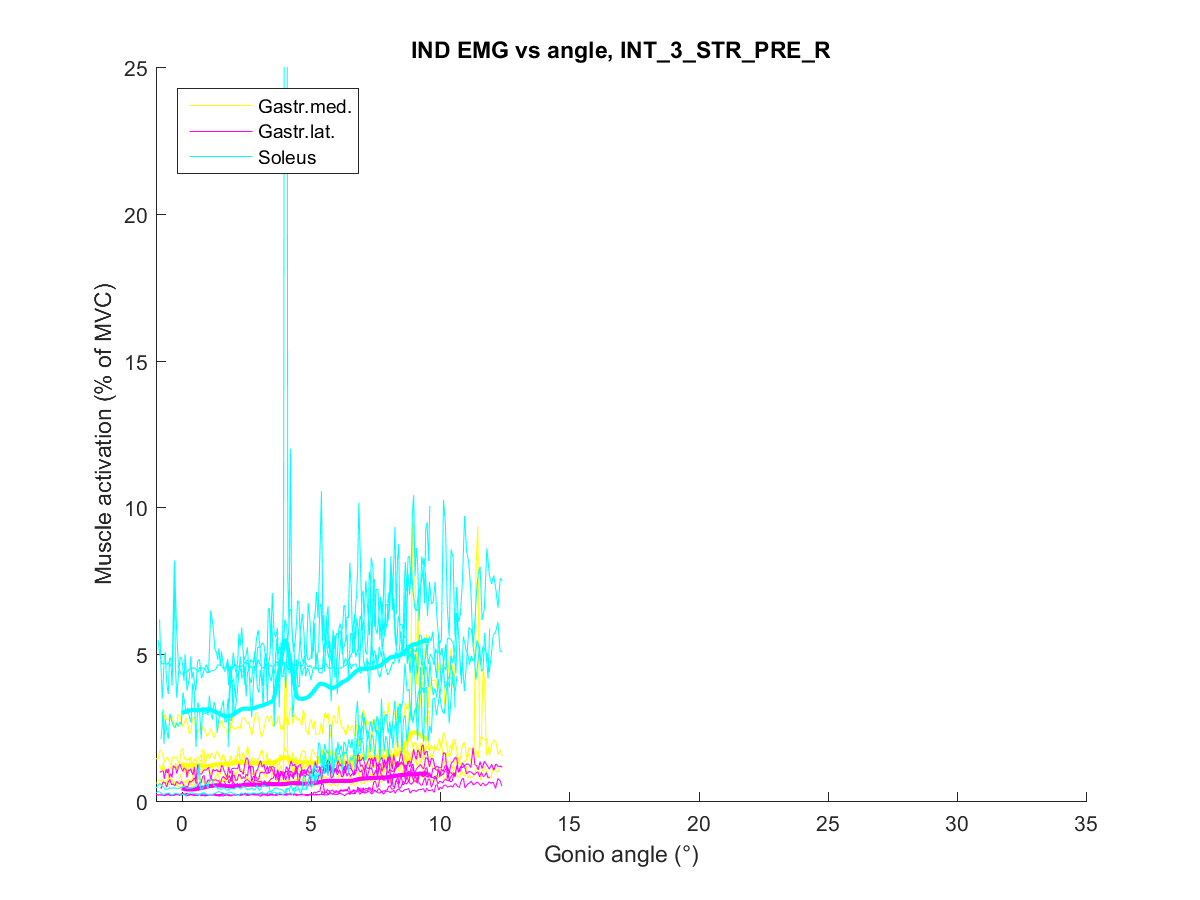 IND EMG vs angle, INT_3_STR_PRE_R
25
20
15
10
5
0
Muscle activation (% of MVC)
Gastr.med.
Gastr.lat.
Soleus
0 5 10 15 20 25 30 35
Gonio angle (°)